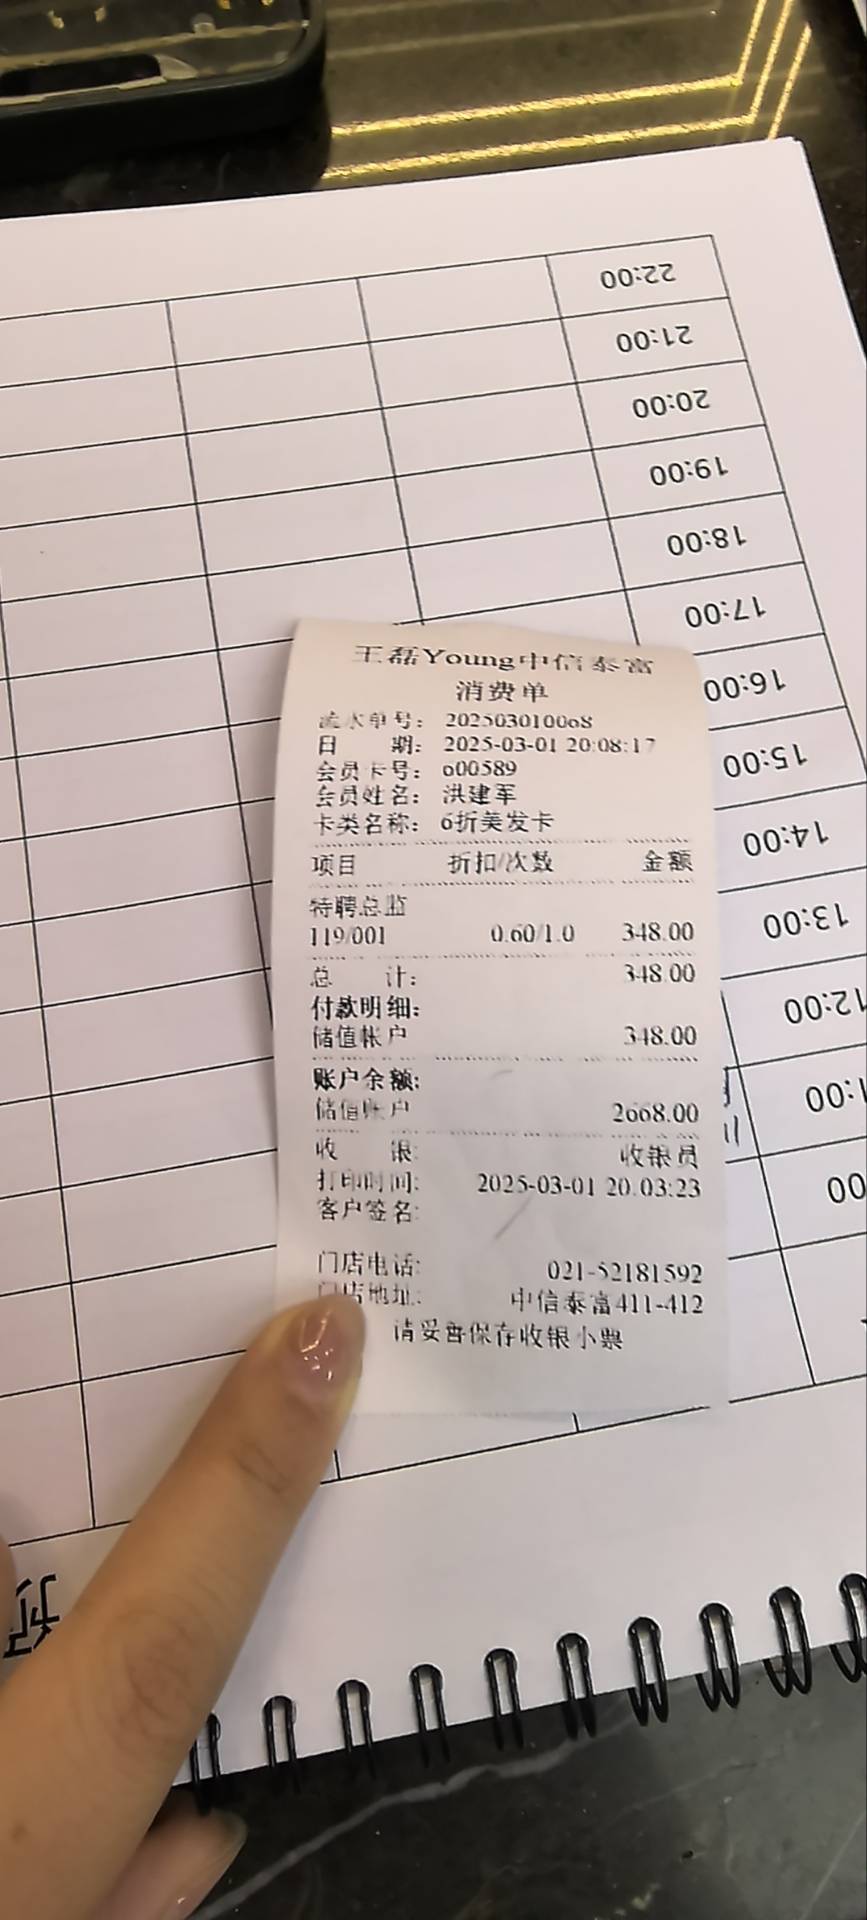 22:00
21:00
20:00
19:00
18:00
17:00
16:00
15:00
14:00
13:00
12:00
王磊Young中信泰富
消费单
流水单号： 202503010068
日 期： 2025-03-01 20:08:17
会员卡号： 600589
会员姓名： 洪建军
卡类名称： 6折美发卡
项目 折扣/次数 金额
特聘总监
119/001 0.60/1.0 348.00
总 计： 348.00
付款明细：
储值帐户 348.00
账户余额：
储值账户 2668.00
收 银： 收银员
打印时间： 2025-03-01 20:03:23
客户签名：
门店电话： 021-52181592
门店地址： 中信泰富411-412
请妥善保存收银小票